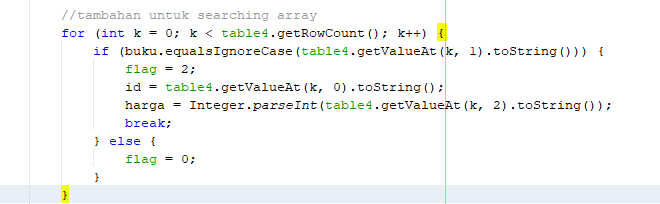 //tambahan untuk searching array
for (int k = 0; k < table4.getRowCount(); k++) {
if (buku.equalsIgnoreCase(table4.getValueAt(k, 1).toString())) {
flag = 2;
id = table4.getValueAt(k, 0).toString();
harga = Integer.parseInt(table4.getValueAt(k, 2).toString());
break;
} else {
flag = 0;
}
}